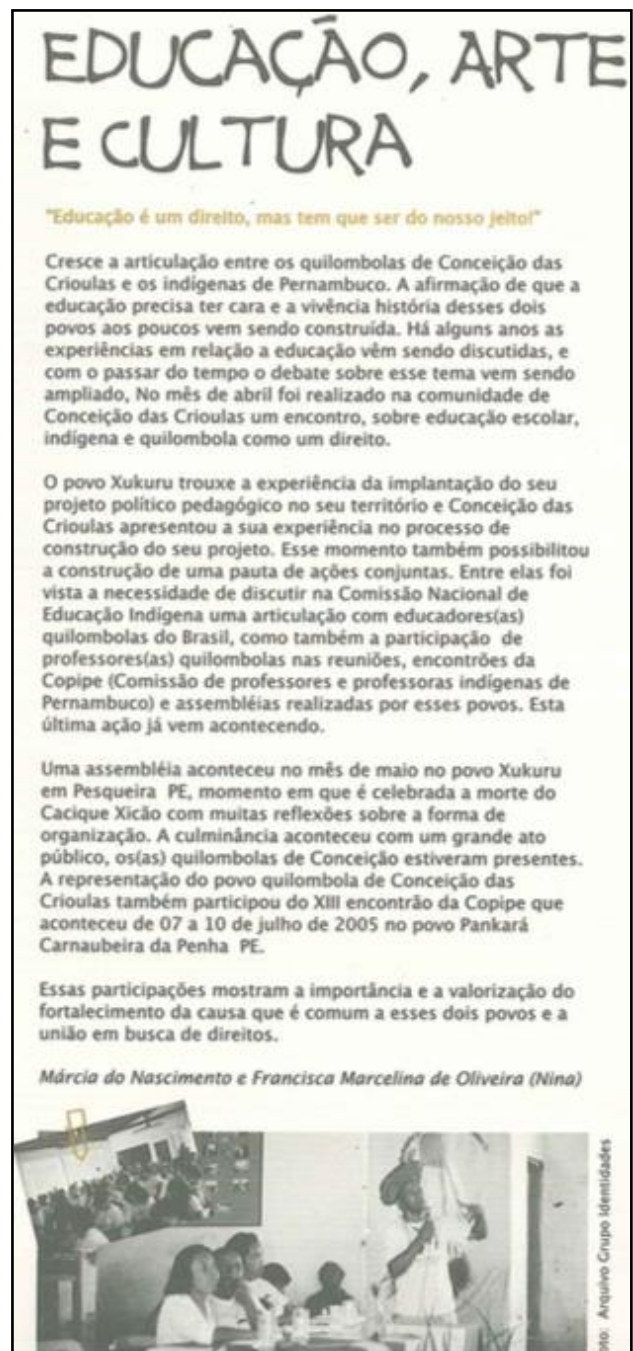 EDUCAÇÃO, ARTE
E CULTURA
"Educação é um direito, mas tem que ser do nosso jeito!"
Cresce a articulação entre os quilombolas de Conceição das
Crioulas e os indígenas de Pernambuco. A afirmação de que a
educação precisa ter cara e a vivência história desses dois
povos aos poucos vem sendo construída. Há alguns anos as
experiências em relação a educação vêm sendo discutidas, e
com o passar do tempo o debate sobre esse tema vem sendo
ampliado, No mês de abril foi realizado na comunidade de
Conceição das Crioulas um encontro, sobre educação escolar,
indígena e quilombola como um direito.
O povo Xukuru trouxe a experiência da implantação do seu
projeto político pedagógico no seu território e Conceição das
Crioulas apresentou a sua experiência no processo de
construção do seu projeto. Esse momento também possibilitou
a construção de uma pauta de ações conjuntas. Entre elas foi
vista a necessidade de discutir na Comissão Nacional de
Educação Indígena uma articulação com educadores(as)
quilombolas do Brasil, como também a participação de
professores(as) quilombolas nas reuniões, encontrões da
Copipe (Comissão de professores e professoras indígenas de
Pernambuco) e assembléias realizadas por esses povos. Esta
última ação já vem acontecendo.
Uma assembléia aconteceu no mês de maio no povo Xukuru
em Pesqueira PE, momento em que é celebrada a morte do
Cacique Xicão com muitas reflexões sobre a forma de
organização. A culminância aconteceu com um grande ato
público, os(as) quilombolas de Conceição estiveram presentes.
A representação do povo quilombola de Conceição das
Crioulas também participou do XIII encontrão da Copipe que
aconteceu de 07 a 10 de julho de 2005 no povo Pankará
Carnaubeira da Penha PE.
Essas participações mostram a importância e a valorização do
fortalecimento da causa que é comum a esses dois povos e a
união em busca de direitos.
Márcia do Nascimento e Francisca Marcelina de Oliveira (Nina)
Arquivo Grupo Identidades